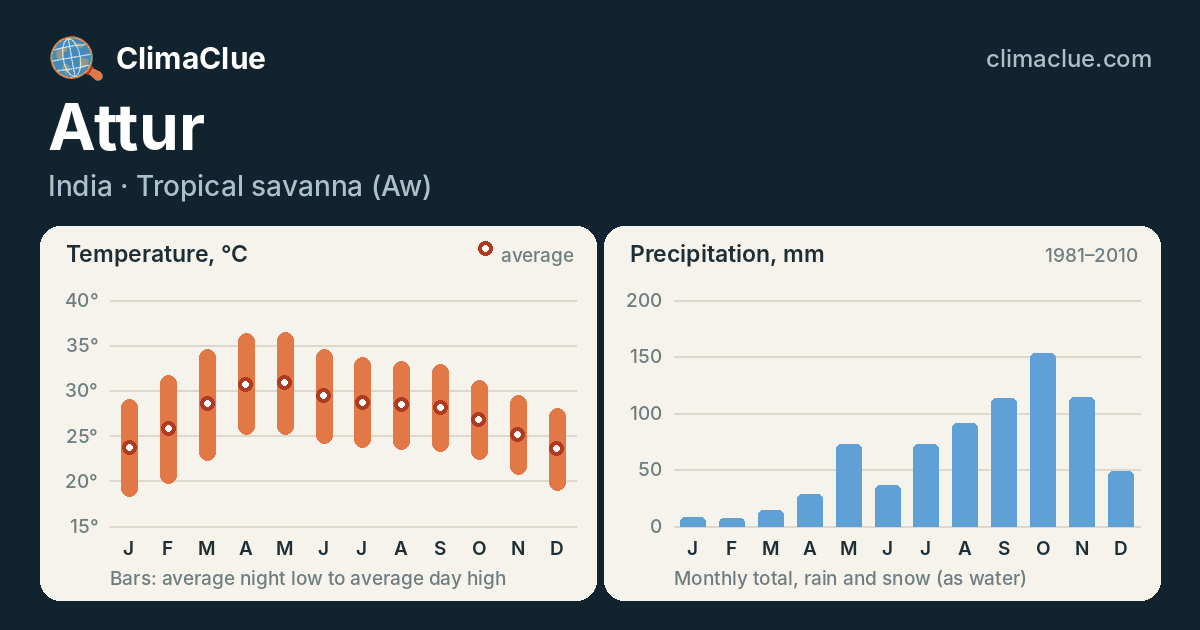 ClimaClue
climaclue.com
Attur
India · Tropical savanna (Aw)
Temperature, °C
average
40°
35°
30°
25°
20°
15°
J F M A M J J A S O N D
Bars: average night low to average day high
Precipitation, mm
1981–2010
200
150
100
50
0
J F M A M J J A S O N D
Monthly total, rain and snow (as water)